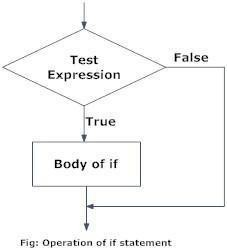 Test
Expression
False
True
Body of if
Fig: Operation of if statement